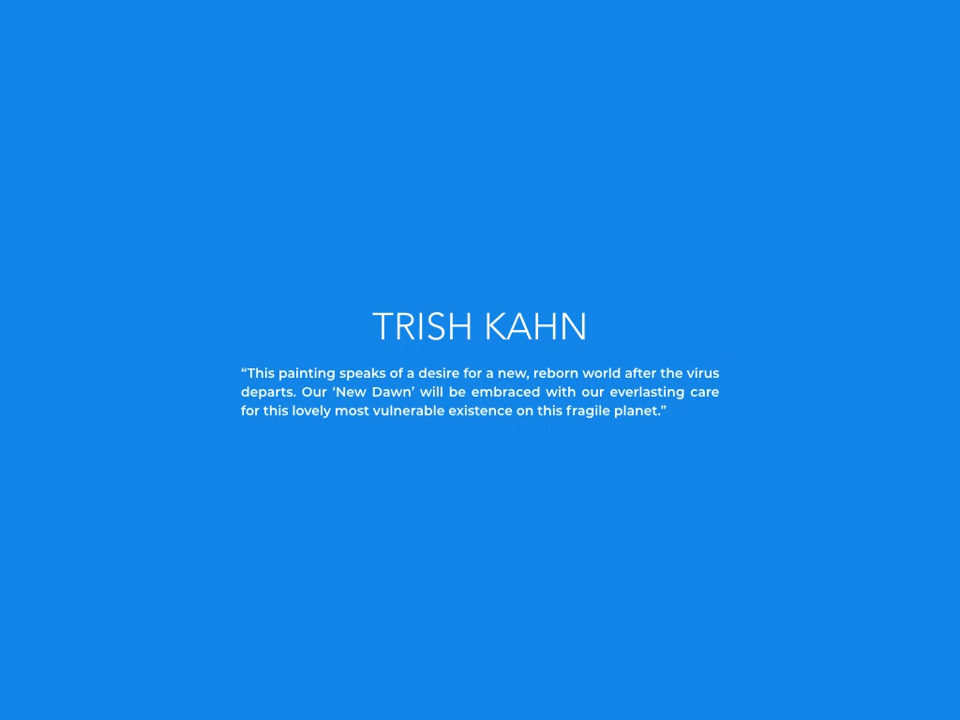 TRISH KAHN
“This painting speaks of a desire for a new, reborn world after the virus
departs. Our ‘New Dawn’ will be embraced with our everlasting care
for this lovely most vulnerable existence on this fragile planet.”